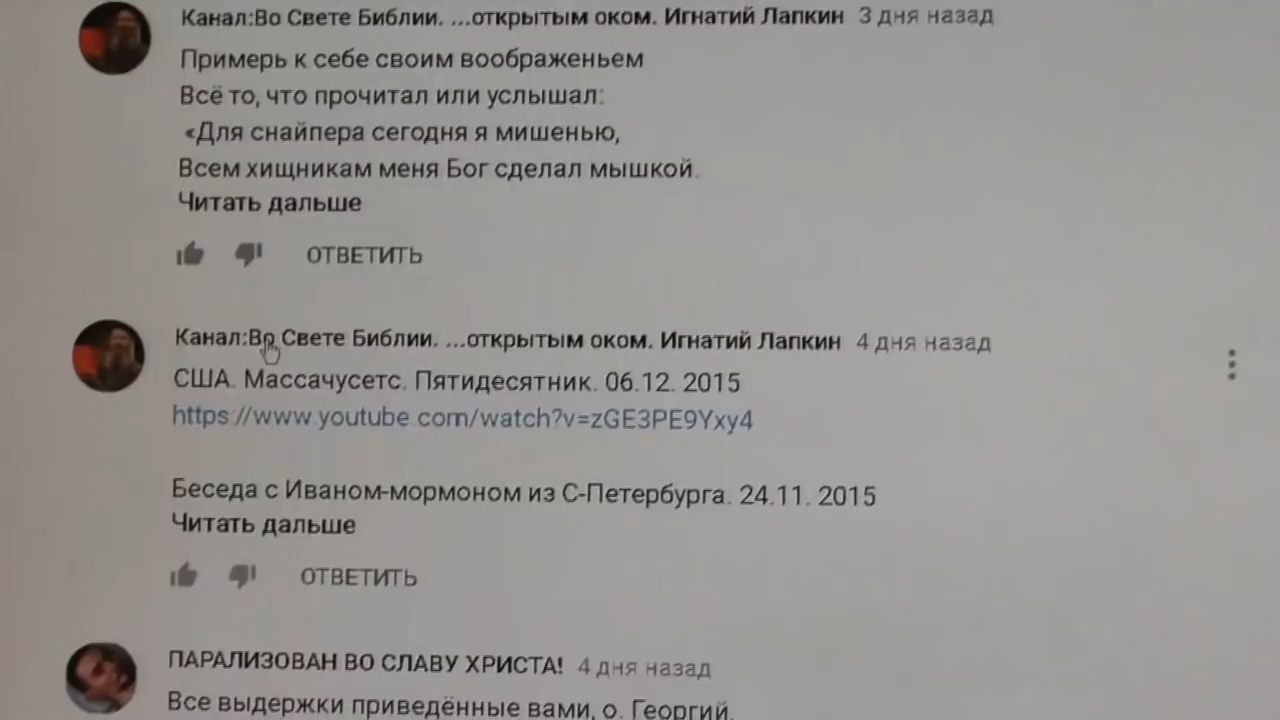 Канал:Во Свете Библии. ...открытым оком. Игнатий Лапкин 3 дня назад
Примерь к себе своим воображеньем
Всё то, что прочитал или услышал:
«Для снайпера сегодня я мишенью,
Всем хищникам меня Бог сделал мышкой.
Читать дальше
ОТВЕТИТЬ
Канал:Во Свете Библии. ...открытым оком. Игнатий Лапкин 4 дня назад
США. Массачусетс. Пятидесятник. 06.12. 2015
https://www.youtube.com/watch?v=zGE3PE9Yxy4
Беседа с Иваном-мормоном из С-Петербурга. 24.11. 2015
Читать дальше
ОТВЕТИТЬ
ПАРАЛИЗОВАН ВО СЛАВУ ХРИСТА! 4 дня назад
Все выдержки приведённые вами, о. Георгий,